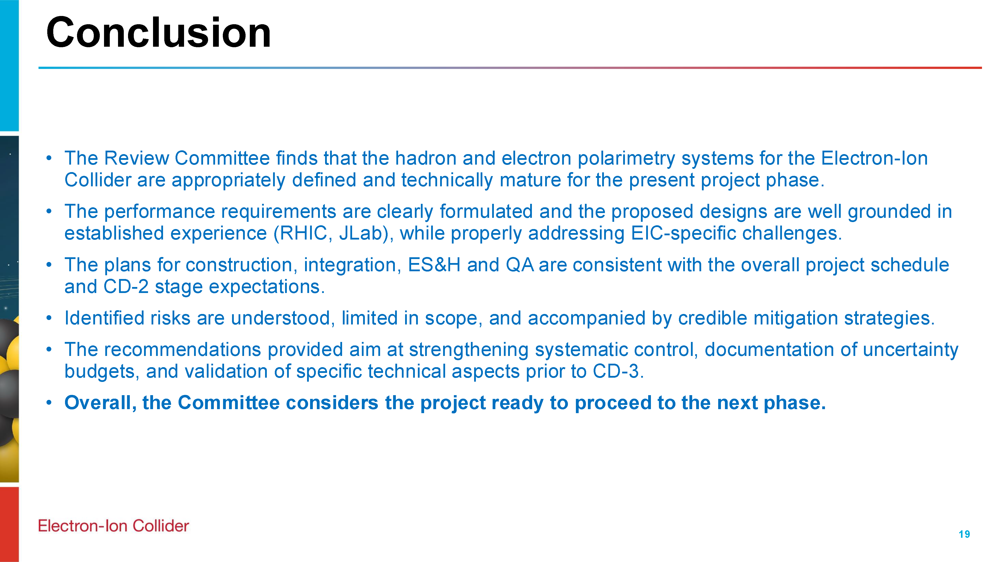 Conclusion
• The Review Committee finds that the hadron and electron polarimetry systems for the Electron-Ion
Collider are appropriately defined and technically mature for the present project phase.
• The performance requirements are clearly formulated and the proposed designs are well grounded in
established experience (RHIC, JLab), while properly addressing EIC-specific challenges.
• The plans for construction, integration, ES&H and QA are consistent with the overall project schedule
and CD-2 stage expectations.
• Identified risks are understood, limited in scope, and accompanied by credible mitigation strategies.
• The recommendations provided aim at strengthening systematic control, documentation of uncertainty
budgets, and validation of specific technical aspects prior to CD-3.
• Overall, the Committee considers the project ready to proceed to the next phase.
Electron-Ion Collider
19